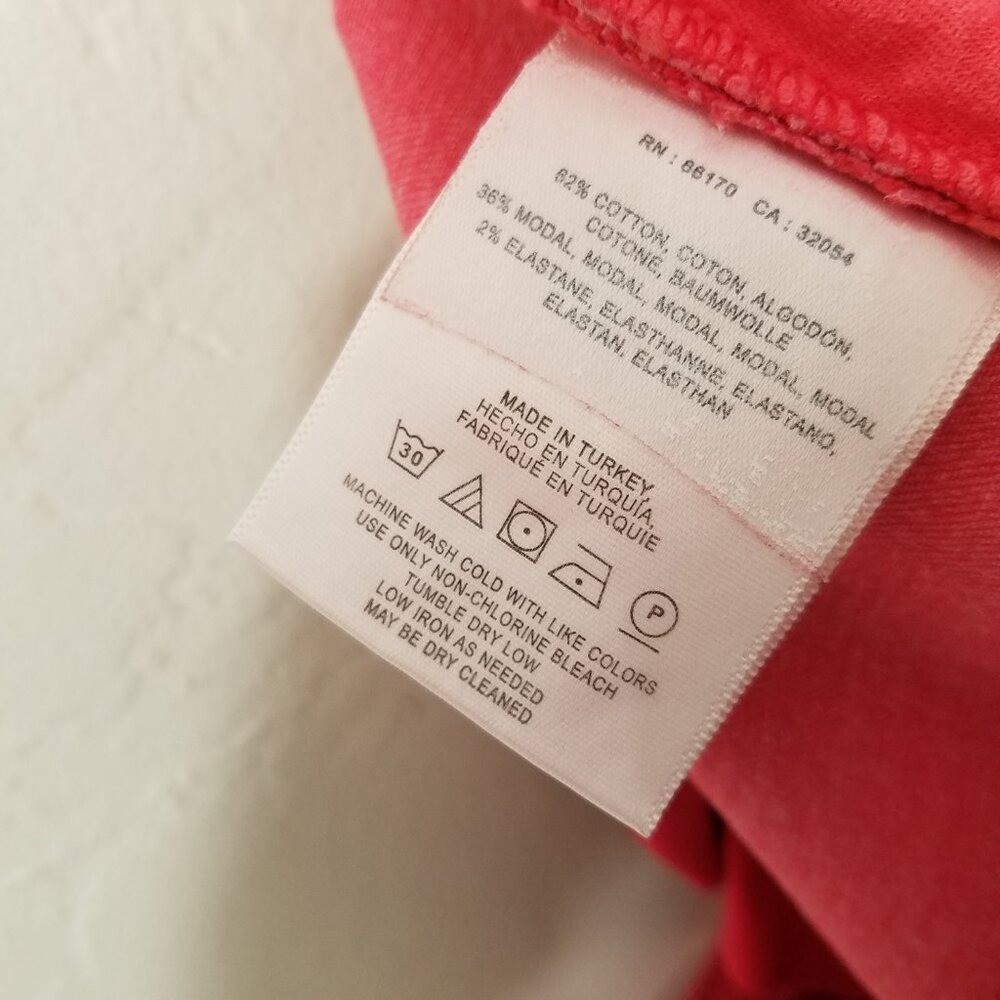 RN : 66170 CA : 32054
62% COTTON, COTON, ALGODÓN,
COTONE, BAUMWOLLE
36% MODAL, MODAL, MODAL, MODAL, MODAL
2% ELASTANE, ELASTHANNE, ELASTANO,
ELASTAN, ELASTHAN
MADE IN TURKEY,
HECHO EN TURQUÍA,
FABRIQUÉ EN TURQUIE
30
P
MACHINE WASH COLD WITH LIKE COLORS
USE ONLY NON-CHLORINE BLEACH
TUMBLE DRY LOW
LOW IRON AS NEEDED
MAY BE DRY CLEANED